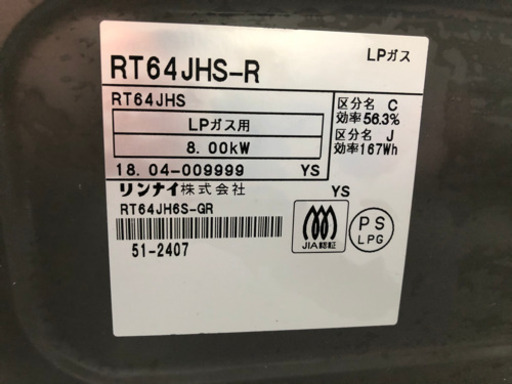 RT64JHS-R
LPガス
RT64JHS
LPガス用
8.00kW
18.04-009999 YS
区分名 C
効率56.3%
区分名 J
効率167Wh
リンナイ株式会社
YS
RT64JH6S-GR
51-2407
JIA認証
PS
LPG